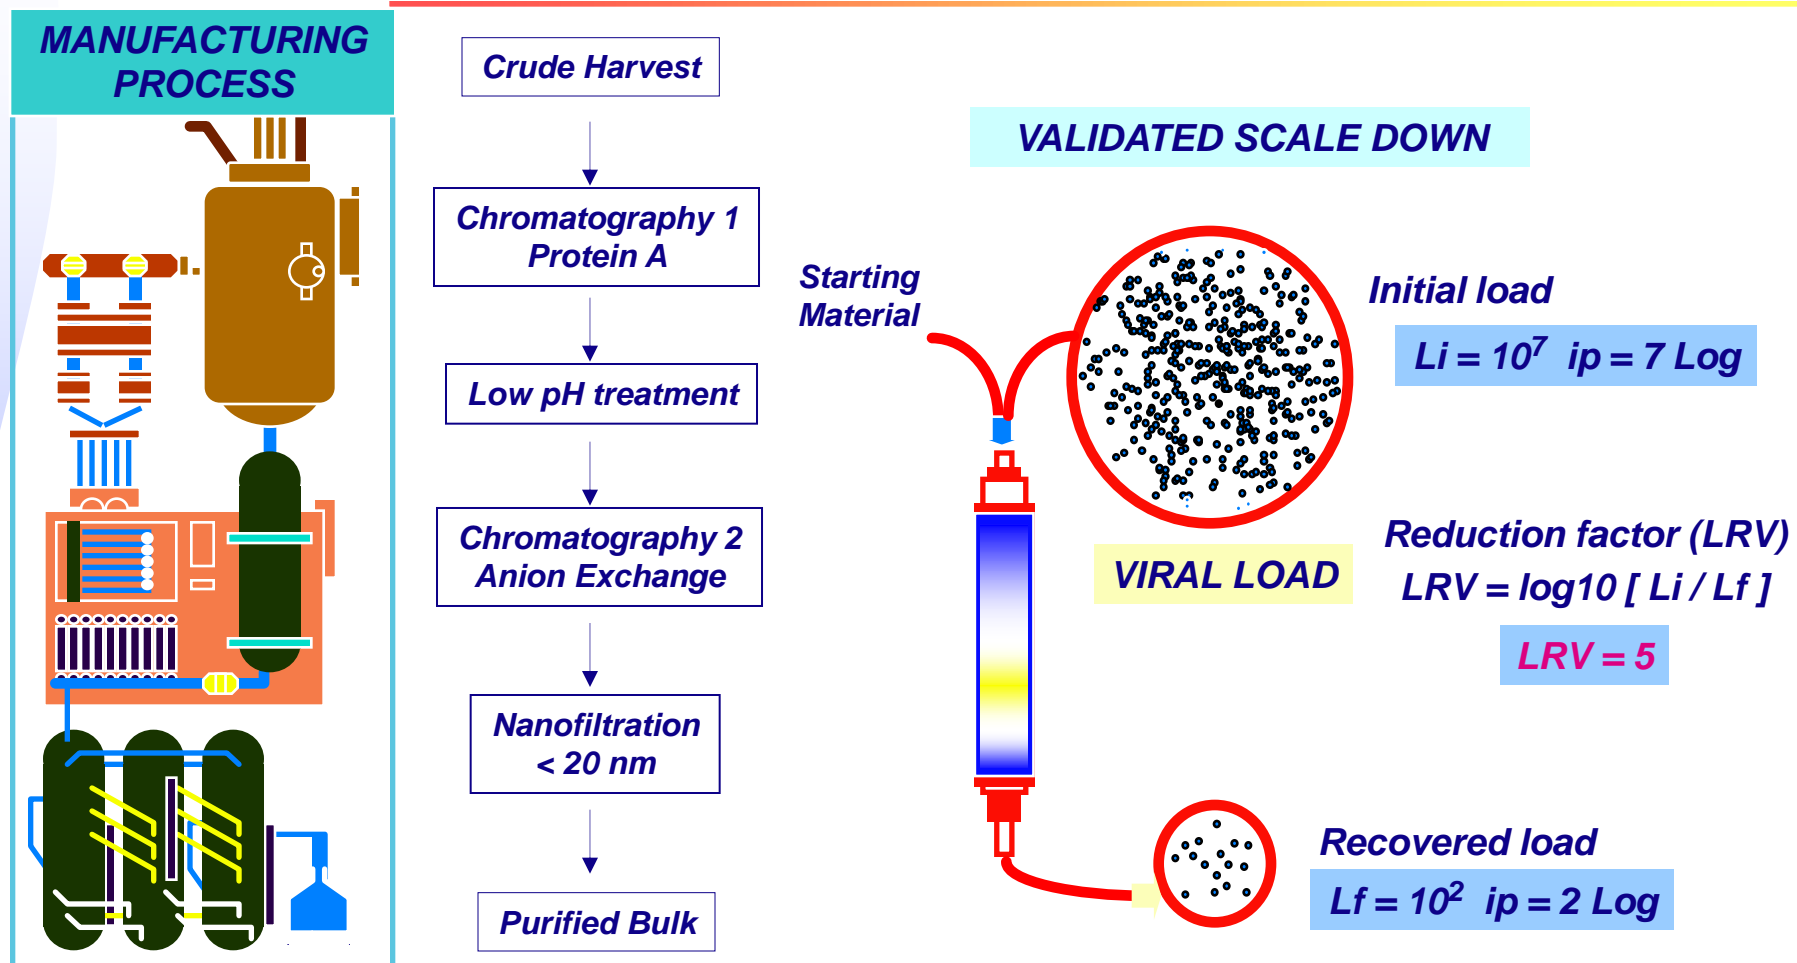 MANUFACTURING
PROCESS
Crude Harvest
Chromatography 1
Protein A
Low pH treatment
Chromatography 2
Anion Exchange
Nanofiltration
< 20 nm
Purified Bulk
VALIDATED SCALE DOWN
Starting
Material
Initial load
Li = 10⁷ ip = 7 Log
VIRAL LOAD
Reduction factor (LRV)
LRV = log10 [ Li / Lf ]
LRV = 5
Recovered load
Lf = 10² ip = 2 Log